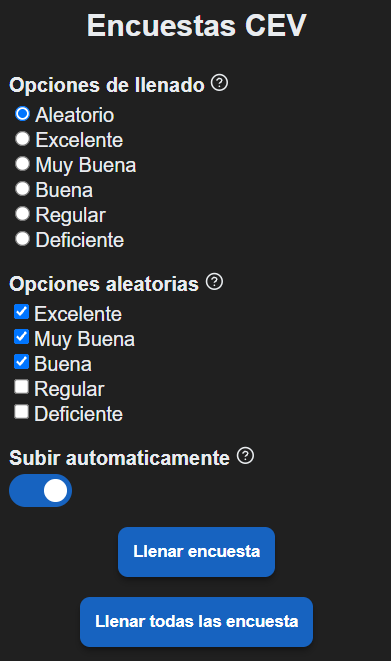 Encuestas CEV
Opciones de llenado ?
Aleatorio
Excelente
Muy Buena
Buena
Regular
Deficiente
Opciones aleatorias ?
Excelente
Muy Buena
Buena
Regular
Deficiente
Subir automaticamente ?
Llenar encuesta
Llenar todas las encuesta